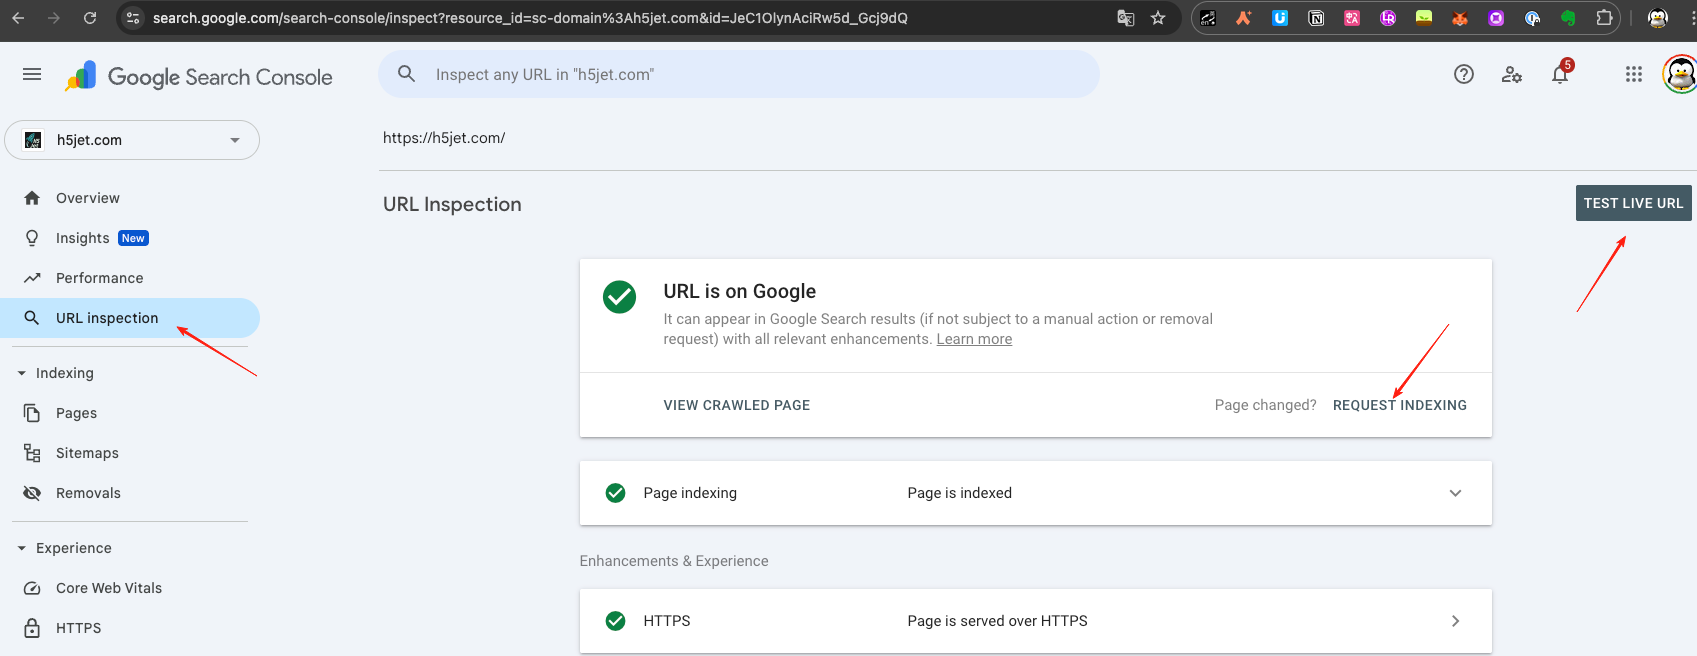 search.google.com/search-console/inspect?resource_id=sc-domain%3Ah5jet.com&id=JeC1OlynAciRw5d_Gcj9dQ
Google Search Console
Inspect any URL in "h5jet.com"
5
h5jet.com
https://h5jet.com/
Overview
URL Inspection
TEST LIVE URL
Insights New
Performance
URL inspection
Indexing
Pages
Sitemaps
Removals
Experience
Core Web Vitals
HTTPS
URL is on Google
It can appear in Google Search results (if not subject to a manual action or removal
request) with all relevant enhancements. Learn more
VIEW CRAWLED PAGE
Page changed? REQUEST INDEXING
Page indexing Page is indexed
Enhancements & Experience
HTTPS Page is served over HTTPS